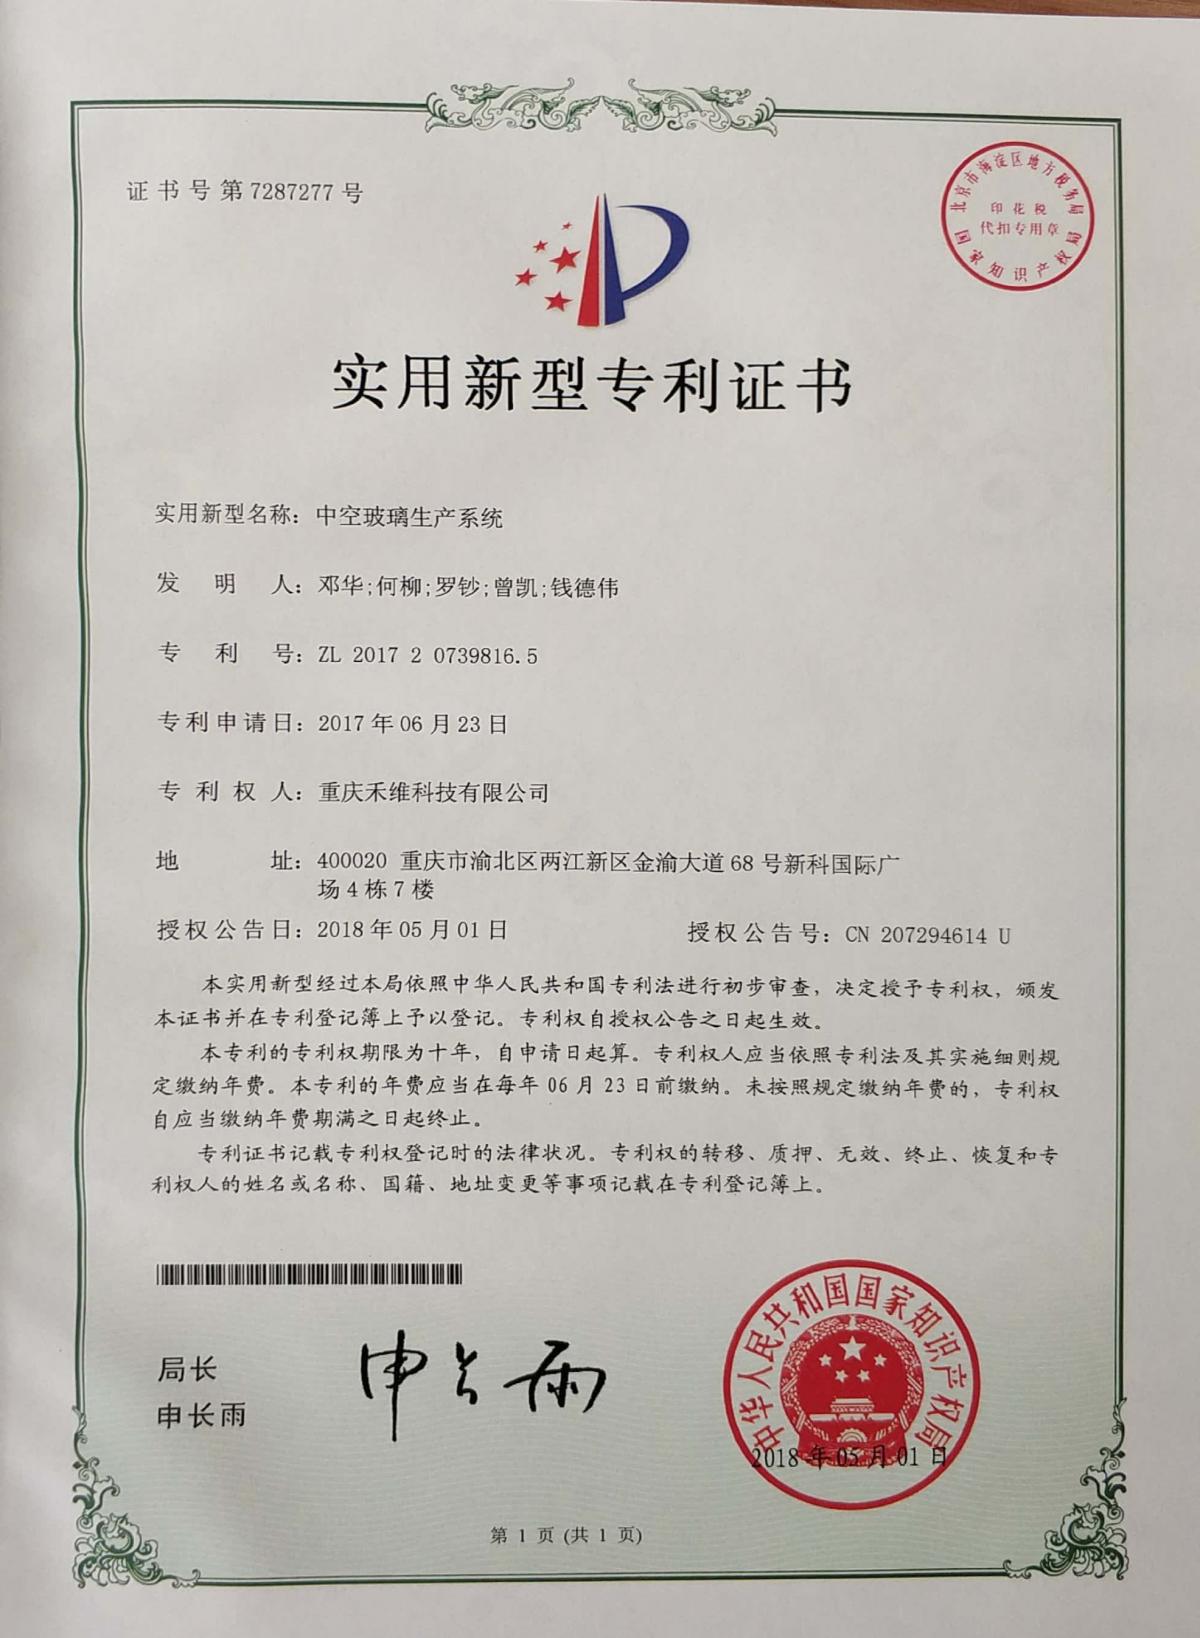 证书号第7287277号
北京市海淀区地方税务局
印花税
代扣专用章
国家知识产权局
实用新型专利证书
实用新型名称：中空玻璃生产系统
发明人：邓华;何柳;罗钞;曾凯;钱德伟
专利号：ZL 2017 2 0739816.5
专利申请日：2017年06月23日
专利权人：重庆禾维科技有限公司
地址：400020 重庆市渝北区两江新区金渝大道68号新科国际广
场4栋7楼
授权公告日：2018年05月01日 授权公告号：CN 207294614 U
本实用新型经过本局依照中华人民共和国专利法进行初步审查，决定授予专利权，颁发
本证书并在专利登记簿上予以登记。专利权自授权公告之日起生效。
本专利的专利权期限为十年，自申请日起算。专利权人应当依照专利法及其实施细则规
定缴纳年费。本专利的年费应当在每年06月23日前缴纳。未按照规定缴纳年费的，专利权
自应当缴纳年费期满之日起终止。
专利证书记载专利权登记时的法律状况。专利权的转移、质押、无效、终止、恢复和专
利权人的姓名或名称、国籍、地址变更等事项记载在专利登记簿上。
局长
申长雨
申长雨
中华人民共和国国家知识产权局
2018年05月01日
第1页(共1页)